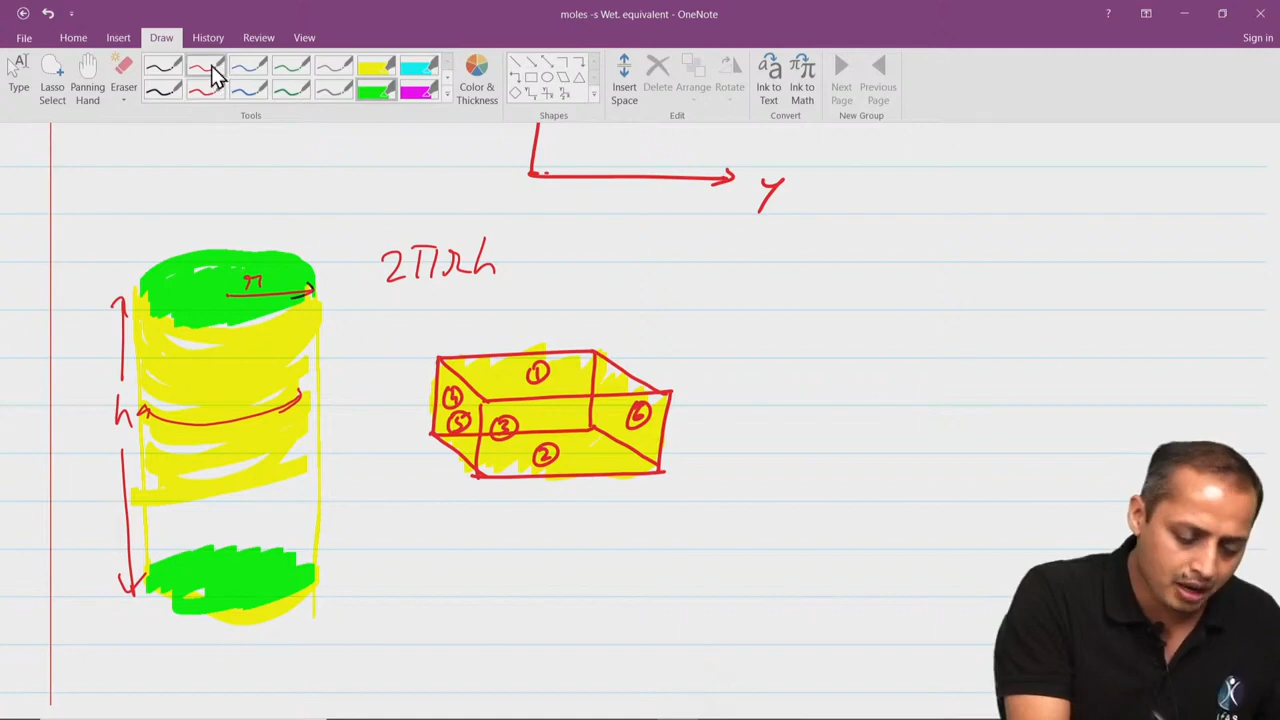 moles -s Wet. equivalent - OneNote
File Home Insert Draw History Review View Sign in
Type Lasso Select Panning Hand Eraser
Color & Thickness
Insert Space Delete Arrange Rotate
Ink to Text Ink to Math Next Page Previous Page
Tools Shapes Edit Convert New Group
y
2πrh
r
h
①
④
⑤ ③ ⑥
②